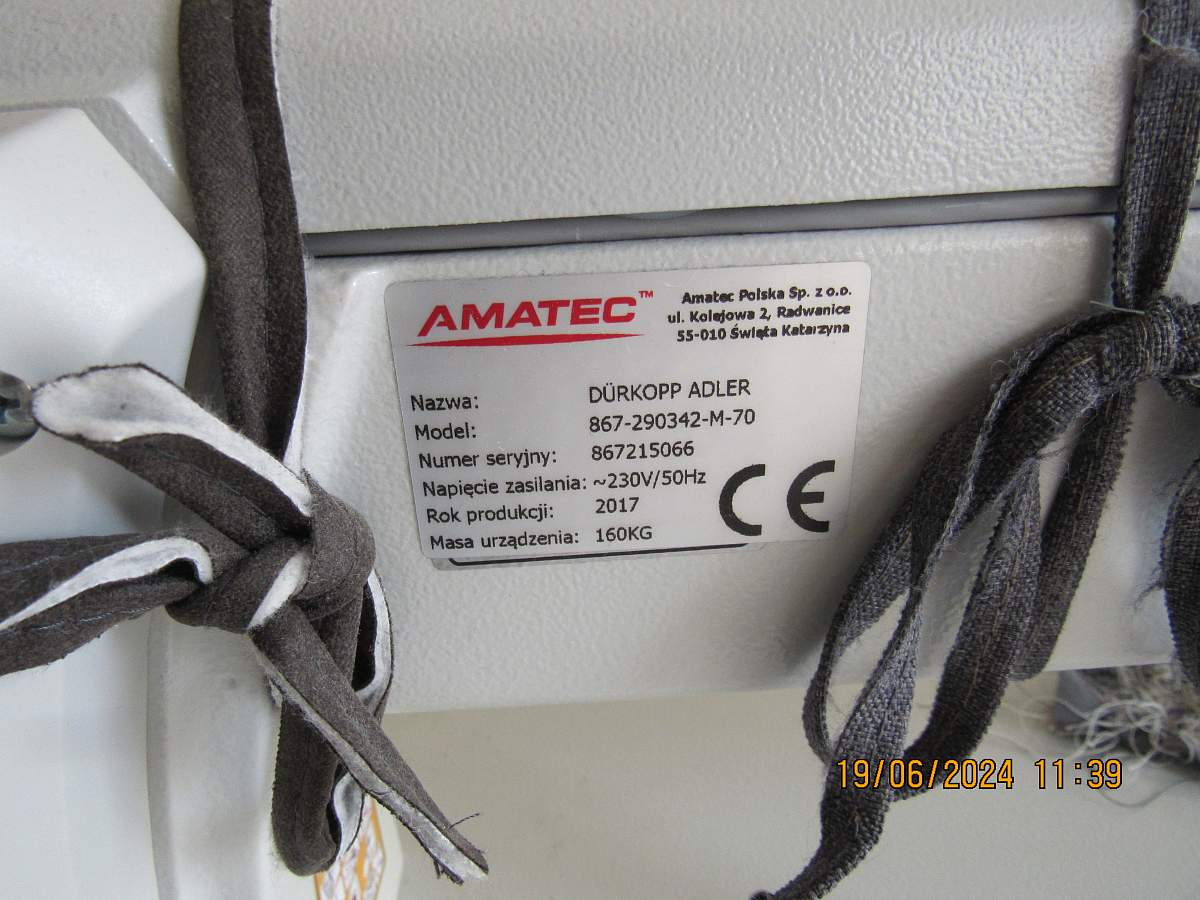 AMATEC™
Amatec Polska Sp. z o.o.
ul. Kolejowa 2, Radwanice
55-010 Święta Katarzyna
Nazwa: DÜRKOPP ADLER
Model: 867-290342-M-70
Numer seryjny: 867215066
Napięcie zasilania: ~230V/50Hz
Rok produkcji: 2017
Masa urządzenia: 160KG
CE
19/06/2024 11:39